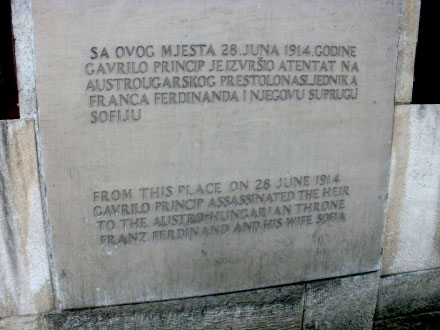 SA OVOG MJESTA 28. JUNA 1914. GODINE
GAVRILO PRINCIP JE IZVRŠIO ATENTAT NA
AUSTROUGARSKOG PRESTOLONASLJEDNIKA
FRANCA FERDINANDA I NJEGOVU SUPRUGU
SOFIJU
FROM THIS PLACE ON 28 JUNE 1914
GAVRILO PRINCIP ASSASSINATED THE HEIR
TO THE AUSTRO-HUNGARIAN THRONE
FRANZ FERDINAND AND HIS WIFE SOFIA